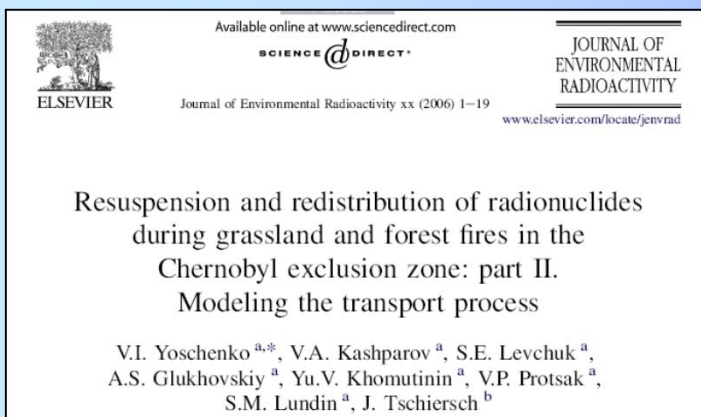 Available online at www.sciencedirect.com
SCIENCE @ DIRECT®
ELSEVIER
Journal of Environmental Radioactivity xx (2006) 1–19
JOURNAL OF
ENVIRONMENTAL
RADIOACTIVITY
www.elsevier.com/locate/jenvrad
Resuspension and redistribution of radionuclides
during grassland and forest fires in the
Chernobyl exclusion zone: part II.
Modeling the transport process
V.I. Yoschenko a,*, V.A. Kashparov a, S.E. Levchuk a,
A.S. Glukhovskiy a, Yu.V. Khomutinin a, V.P. Protsak a,
S.M. Lundin a, J. Tschiersch b